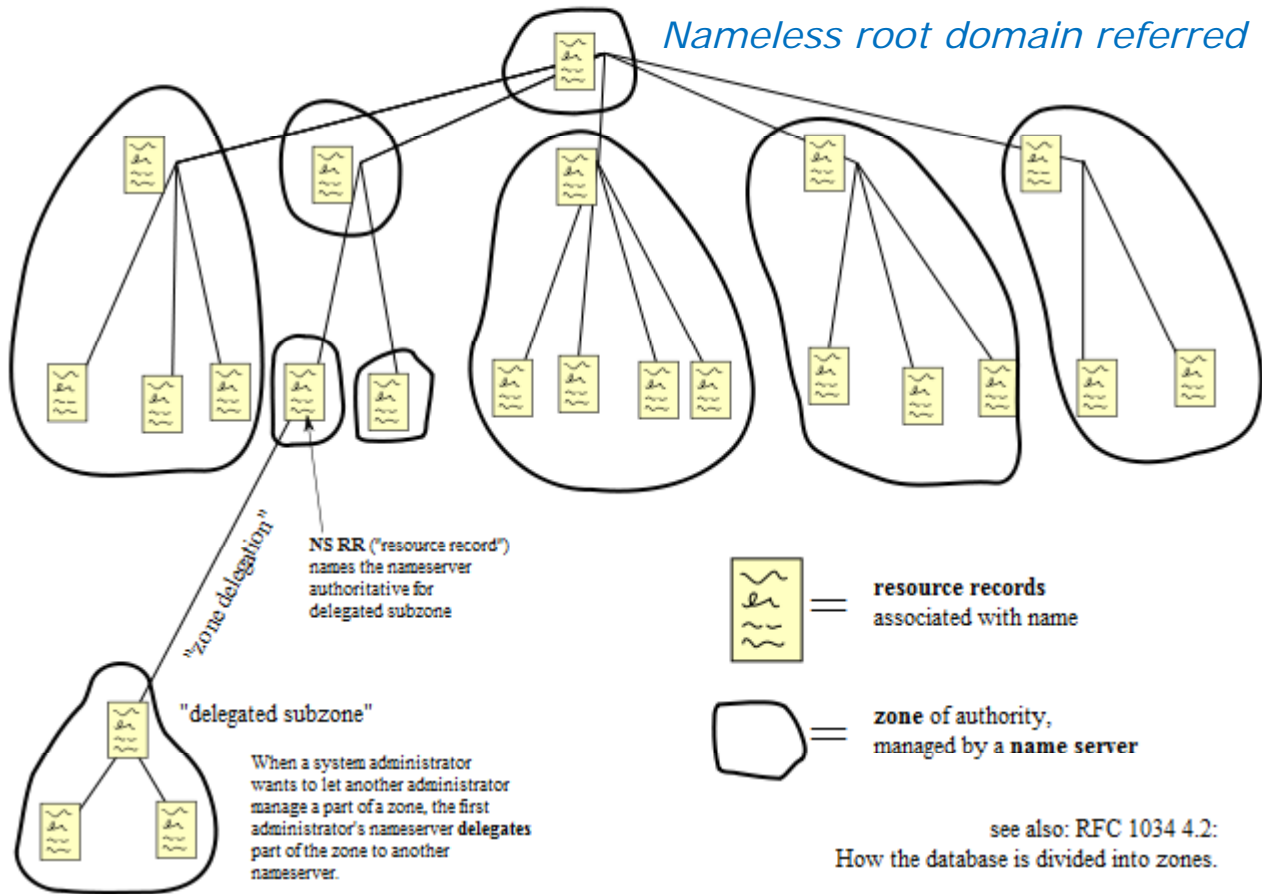 Nameless root domain referred
NS RR ("resource record")
names the nameserver
authoritative for
delegated subzone
"zone delegation"
"delegated subzone"
When a system administrator
wants to let another administrator
manage a part of a zone, the first
administrator's nameserver delegates
part of the zone to another
nameserver.
resource records
associated with name
zone of authority,
managed by a name server
see also: RFC 1034 4.2:
How the database is divided into zones.